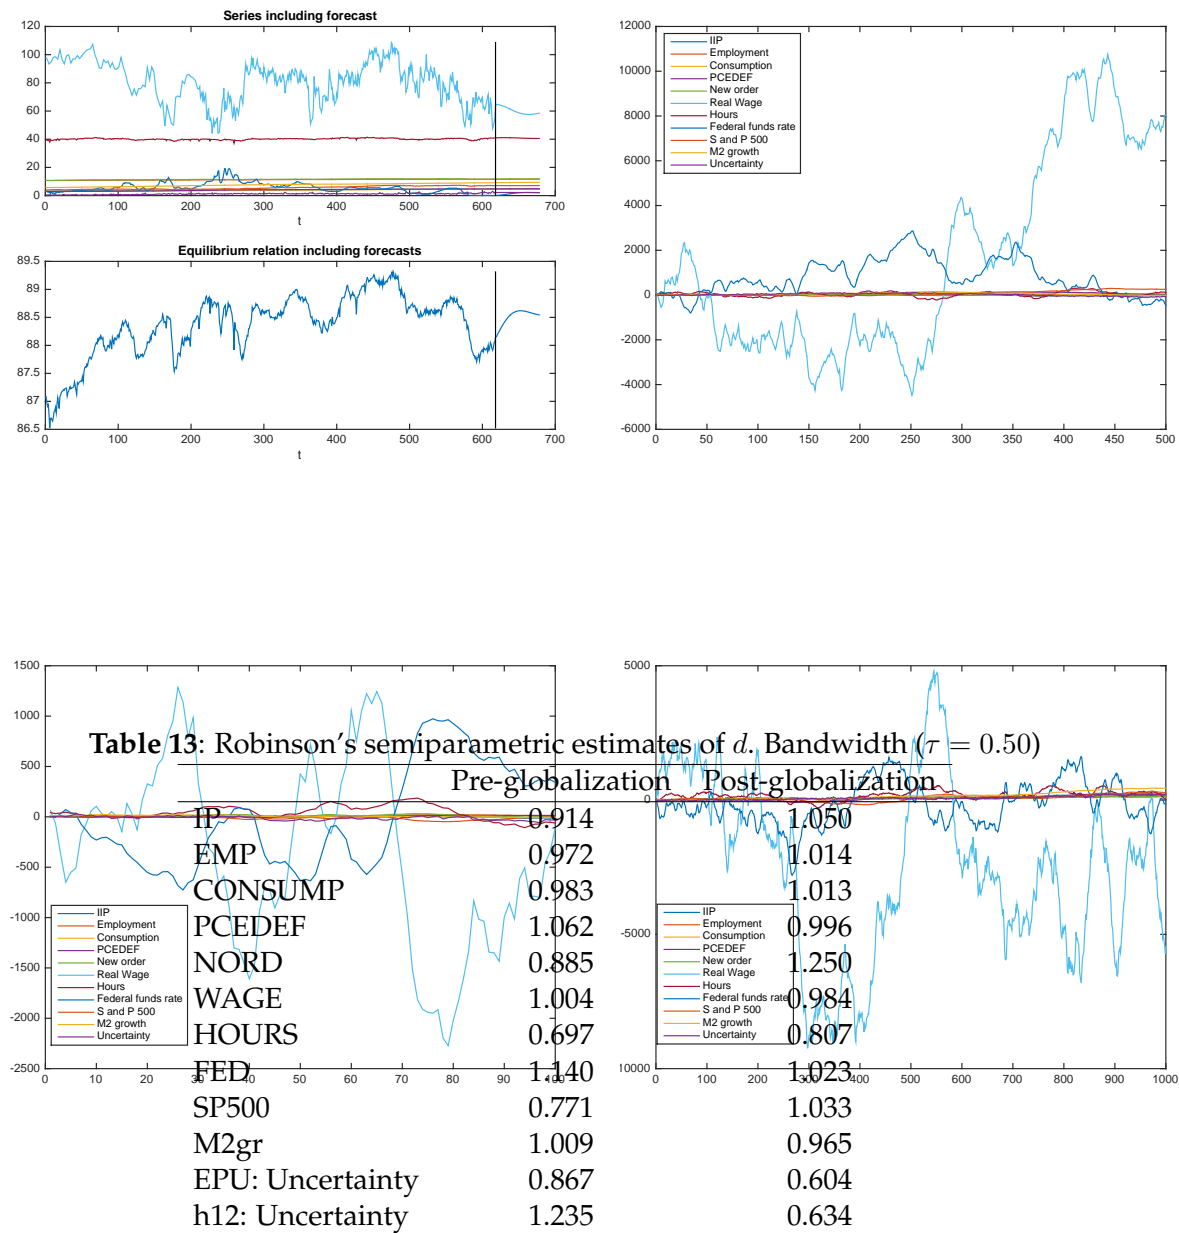 Series including forecast
120
100
80
60
40
20
0
0 100 200 300 400 500 600 700
t
Equilibrium relation including forecasts
89.5
89
88.5
88
87.5
87
86.5
0 100 200 300 400 500 600 700
t
12000
10000
8000
6000
4000
2000
0
-2000
-4000
-6000
0 50 100 150 200 250 300 350 400 450 500
IIP
Employment
Consumption
PCEDEF
New order
Real Wage
Hours
Federal funds rate
S and P 500
M2 growth
Uncertainty
1500
1000
500
0
-500
-1000
-1500
-2000
-2500
0 10 20 30 40 50 60 70 80 90 100
IIP
Employment
Consumption
PCEDEF
New order
Real Wage
Hours
Federal funds rate
S and P 500
M2 growth
Uncertainty
5000
0
-5000
10000
0 100 200 300 400 500 600 700 800 900 1000
IIP
Employment
Consumption
PCEDEF
New order
Real Wage
Hours
Federal funds rate
S and P 500
M2 growth
Uncertainty
Table 13: Robinson's semiparametric estimates of d. Bandwidth (τ = 0.50)
Pre-globalization Post-globalization
IP 0.914 1.050
EMP 0.972 1.014
CONSUMP 0.983 1.013
PCEDEF 1.062 0.996
NORD 0.885 1.250
WAGE 1.004 0.984
HOURS 0.697 0.807
FED 1.140 1.023
SP500 0.771 1.033
M2gr 1.009 0.965
EPU: Uncertainty 0.867 0.604
h12: Uncertainty 1.235 0.634